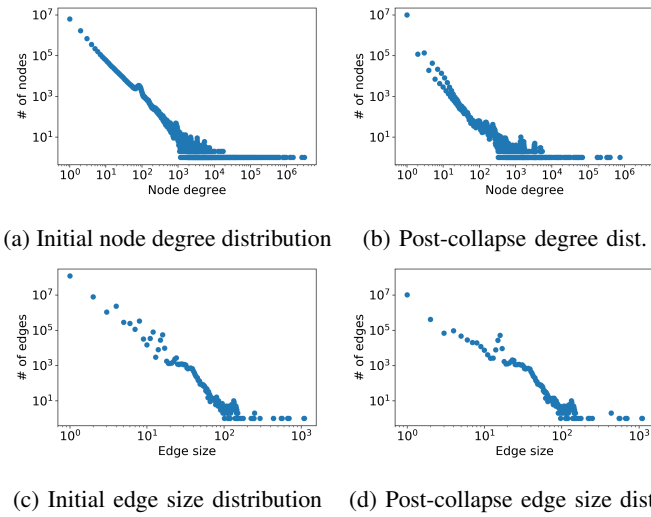 10^7
10^5
10^3
10^1
# of nodes
10^0 10^1 10^2 10^3 10^4 10^5 10^6
Node degree
10^7
10^5
10^3
10^1
# of nodes
10^0 10^1 10^2 10^3 10^4 10^5 10^6
Node degree
(a) Initial node degree distribution
(b) Post-collapse degree dist.
10^7
10^5
10^3
10^1
# of edges
10^0 10^1 10^2 10^3
Edge size
10^7
10^5
10^3
10^1
# of edges
10^0 10^1 10^2 10^3
Edge size
(c) Initial edge size distribution
(d) Post-collapse edge size dist